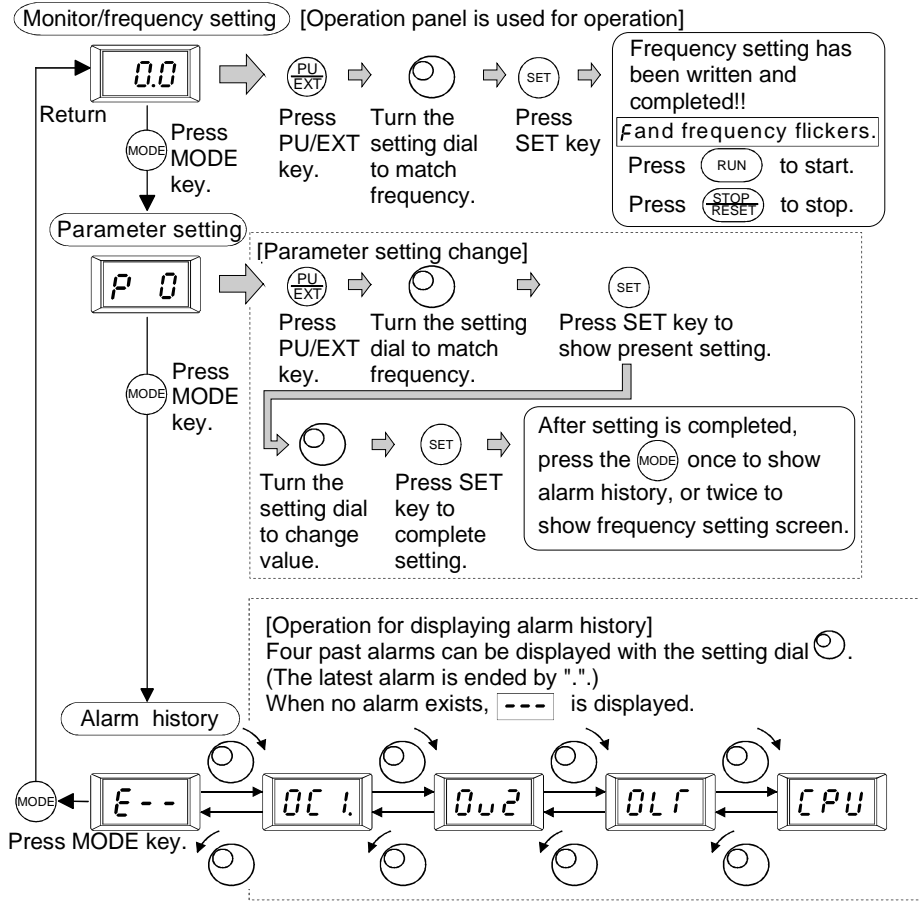 Monitor/frequency setting [Operation panel is used for operation]
0.0
Return
MODE
Press
MODE
key.
PU
EXT
Press
PU/EXT
key.
Turn the
setting dial
to match
frequency.
SET
Press
SET key
Frequency setting has
been written and
completed!!
F and frequency flickers.
Press RUN to start.
Press STOP
RESET to stop.
Parameter setting
P 0
MODE
Press
MODE
key.
[Parameter setting change]
PU
EXT
Press
PU/EXT
key.
Turn the setting
dial to match
frequency.
SET
Press SET key to
show present setting.
Turn the
setting dial
to change
value.
SET
Press SET
key to
complete
setting.
After setting is completed,
press the MODE once to show
alarm history, or twice to
show frequency setting screen.
[Operation for displaying alarm history]
Four past alarms can be displayed with the setting dial .
(The latest alarm is ended by ".".)
When no alarm exists, --- is displayed.
Alarm history
MODE
Press MODE key.
E-- OC1. Ov2 OLT CPU